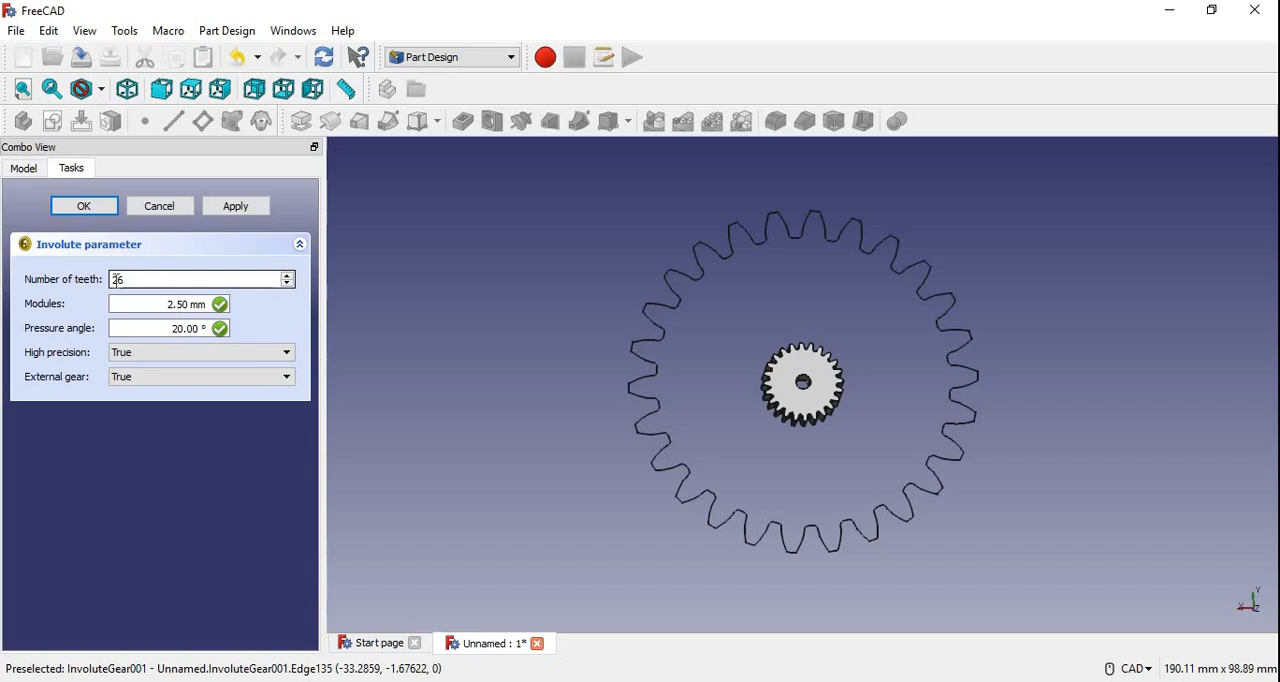 FreeCAD
File Edit View Tools Macro Part Design Windows Help
Part Design
Combo View
Model Tasks
OK Cancel Apply
Involute parameter
Number of teeth: 26
Modules: 2.50 mm
Pressure angle: 20.00 °
High precision: True
External gear: True
Y
X
Z
Start page Unnamed : 1*
Preselected: InvoluteGear001 - Unnamed.InvoluteGear001.Edge135 (-33.2859, -1.67622, 0) CAD 190.11 mm x 98.89 mm